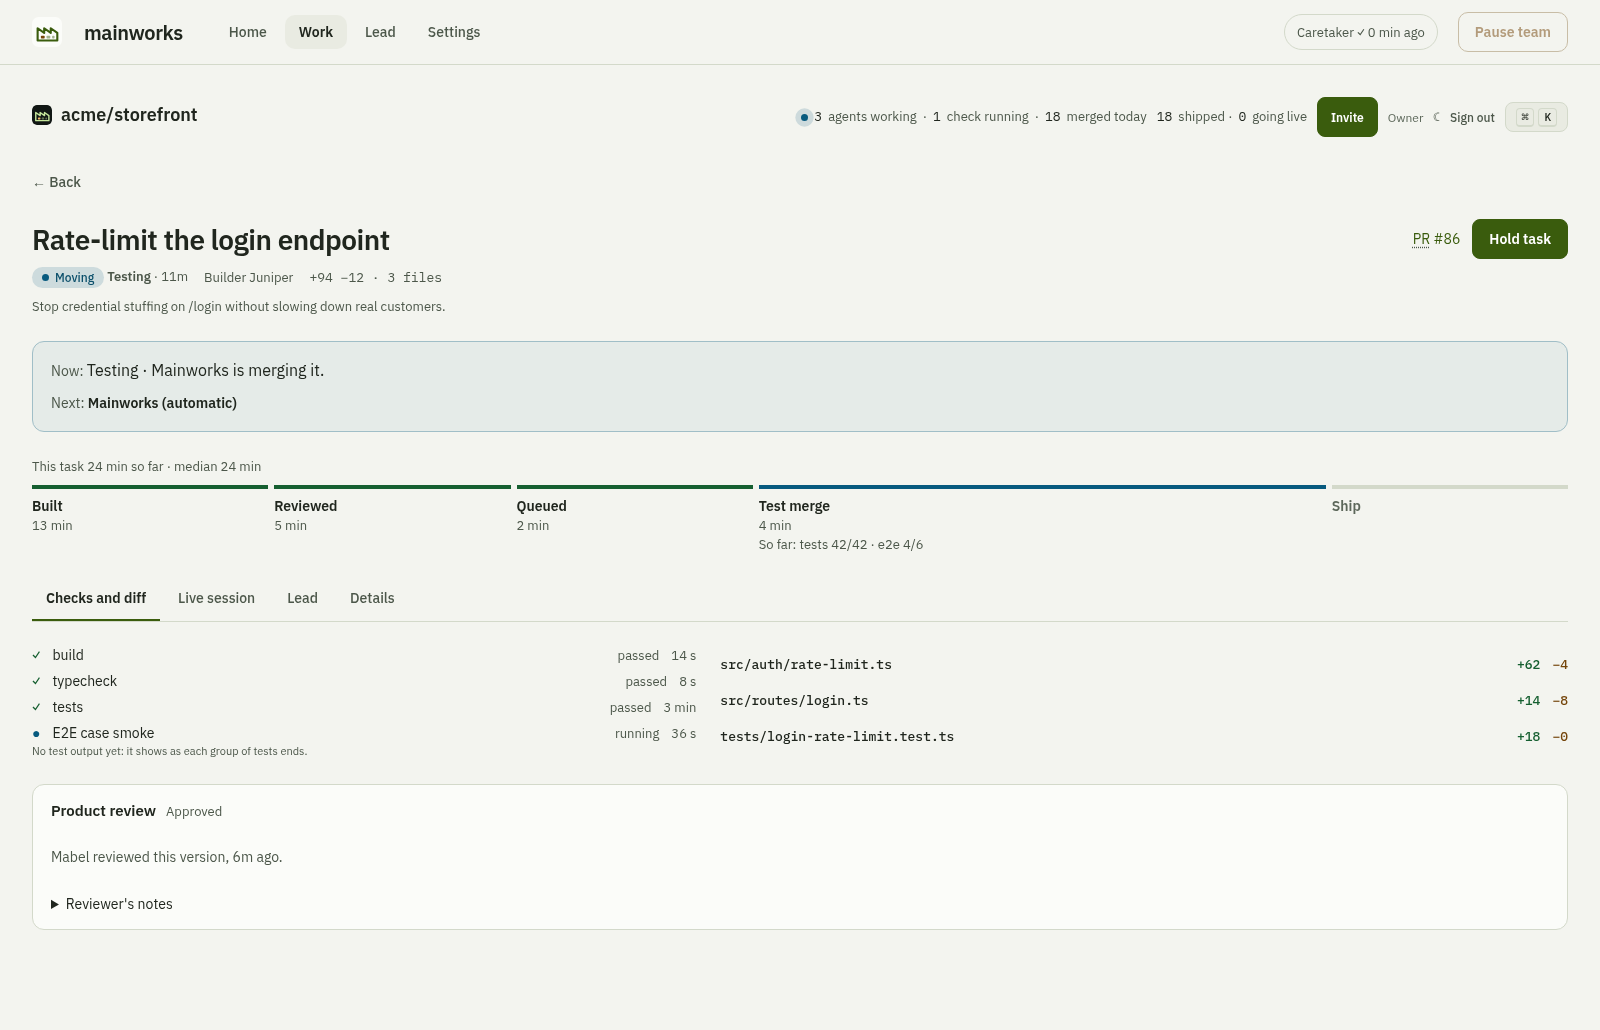 mainworks Home Work Lead Settings Caretaker ✓ 0 min ago Pause team
acme/storefront 3 agents working · 1 check running · 18 merged today 18 shipped · 0 going live Invite Owner ☾ Sign out ⌘ K
← Back
Rate-limit the login endpoint PR #86 Hold task
Moving Testing · 11m Builder Juniper +94 −12 · 3 files
Stop credential stuffing on /login without slowing down real customers.
Now: Testing · Mainworks is merging it.
Next: Mainworks (automatic)
This task 24 min so far · median 24 min
Built Reviewed Queued Test merge Ship
13 min 5 min 2 min 4 min
So far: tests 42/42 · e2e 4/6
Checks and diff Live session Lead Details
✓ build passed 14 s
✓ typecheck passed 8 s
✓ tests passed 3 min
E2E case smoke running 36 s
No test output yet: it shows as each group of tests ends.
src/auth/rate-limit.ts +62 −4
src/routes/login.ts +14 −8
tests/login-rate-limit.test.ts +18 −0
Product review Approved
Mabel reviewed this version, 6m ago.
▶ Reviewer's notes